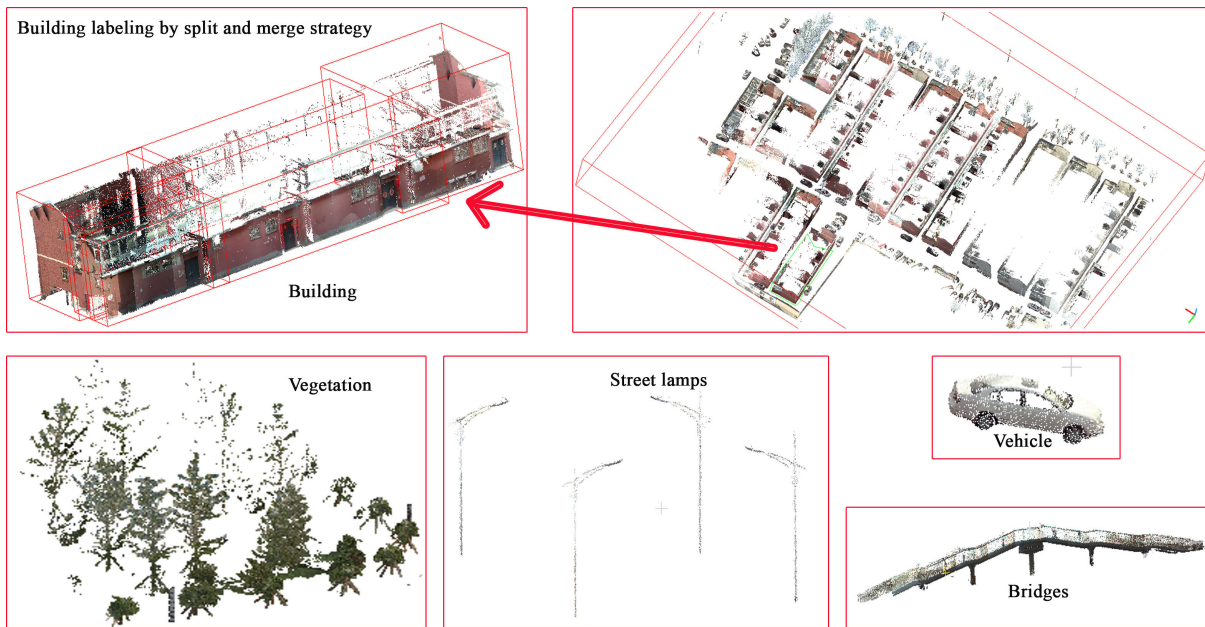 Building labeling by split and merge strategy
Building
Vegetation
Street lamps
Vehicle
Bridges